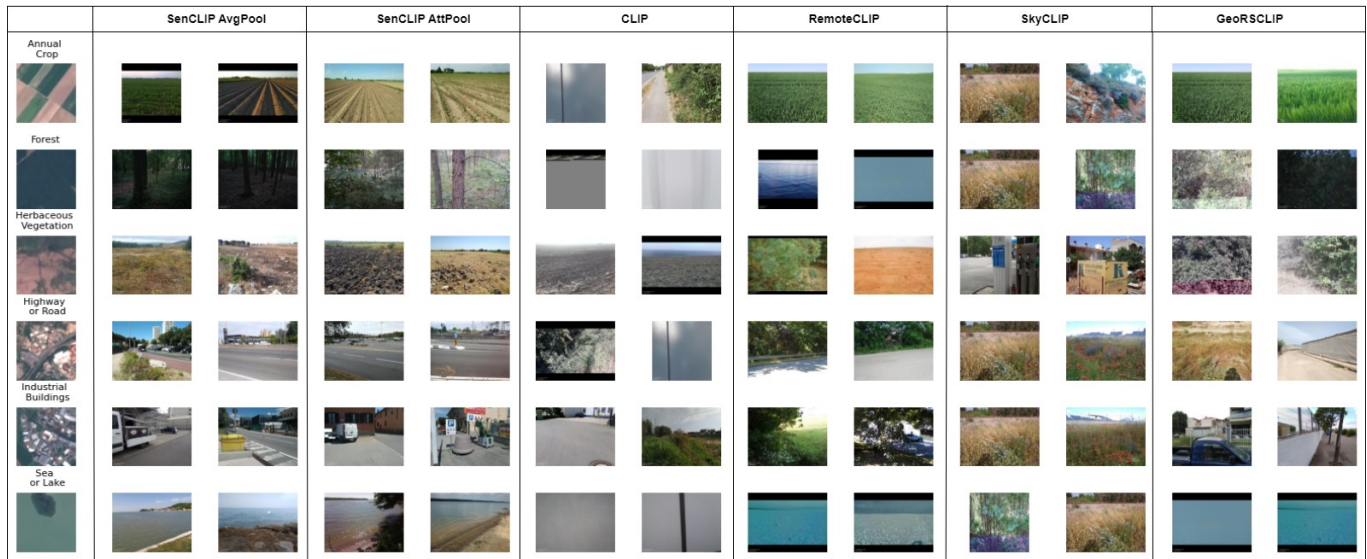 SenCLIP AvgPool SenCLIP AttPool CLIP RemoteCLIP SkyCLIP GeoRSCLIP
Annual
Crop
Forest
Herbaceous
Vegetation
Highway
or Road
Industrial
Buildings
Sea
or Lake